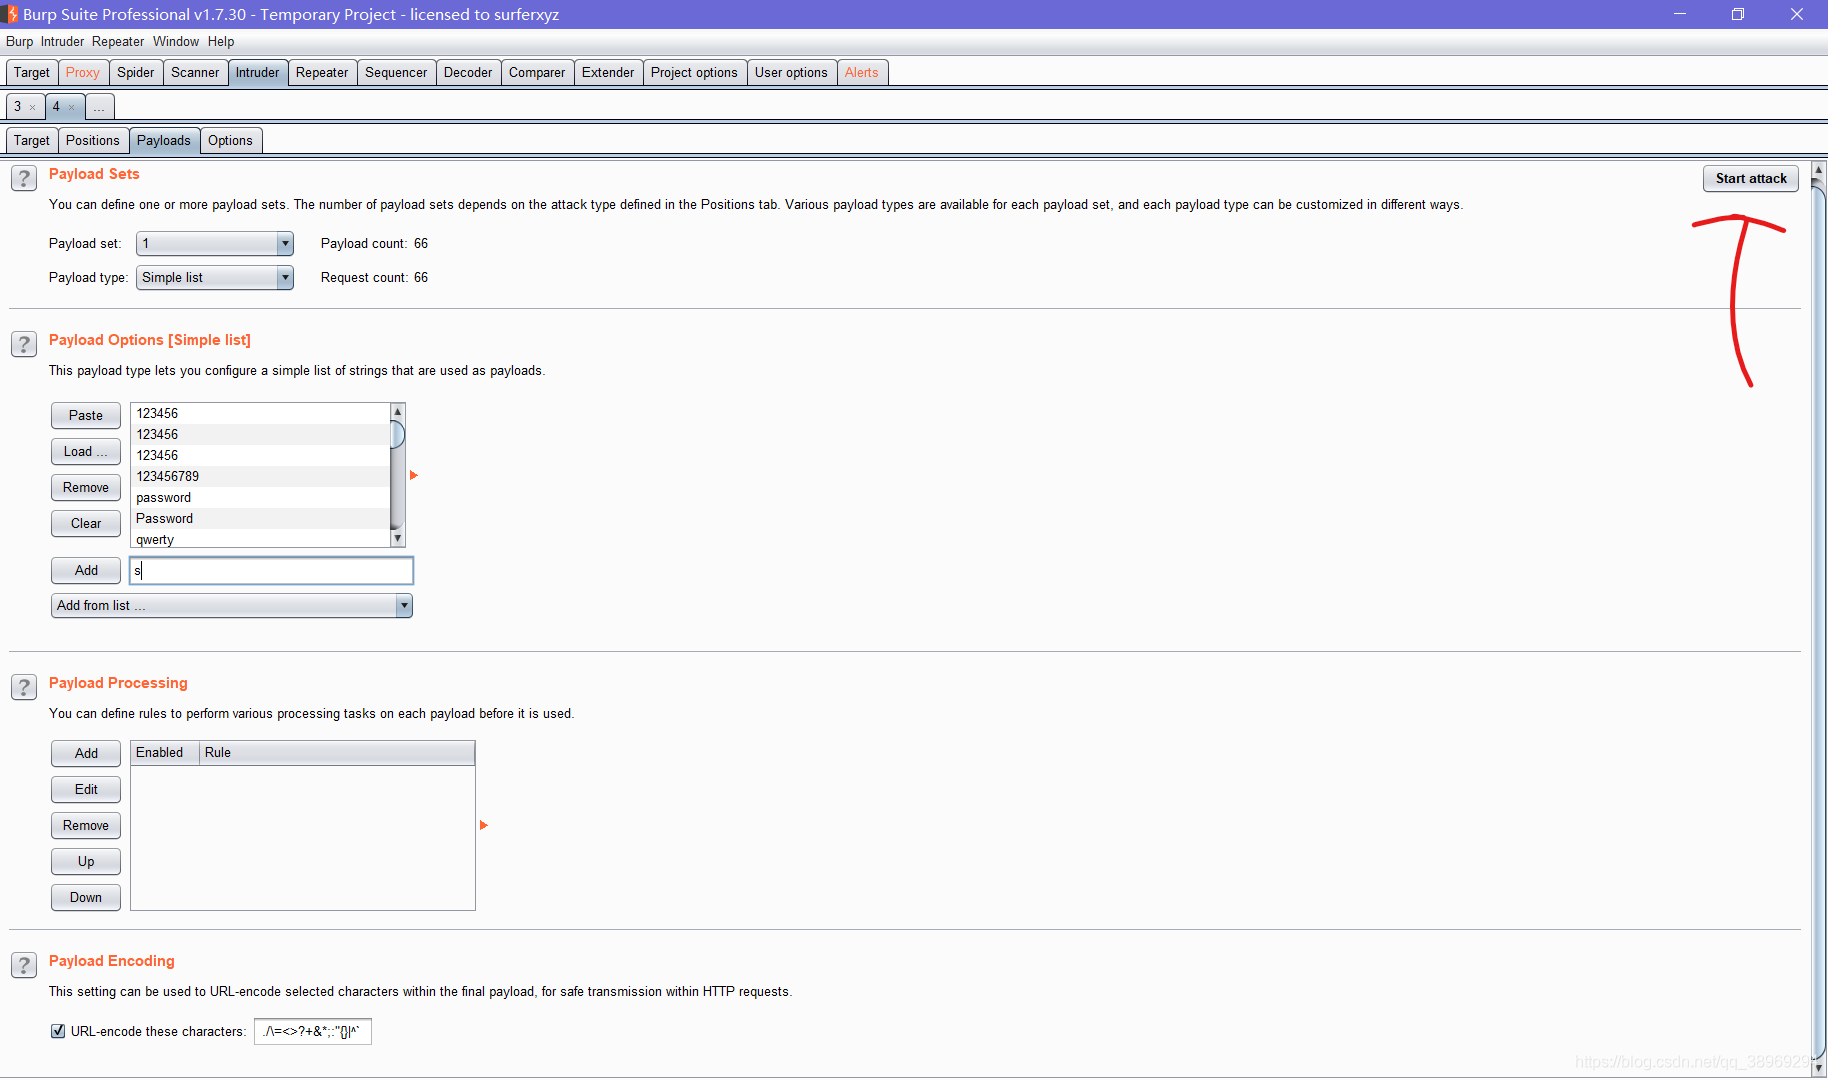 Burp Suite Professional v1.7.30 - Temporary Project - licensed to surferxyz
Burp Intruder Repeater Window Help
Target Proxy Spider Scanner Intruder Repeater Sequencer Decoder Comparer Extender Project options User options Alerts
3 × 4 × ...
Target Positions Payloads Options
? Payload Sets
Start attack
You can define one or more payload sets. The number of payload sets depends on the attack type defined in the Positions tab. Various payload types are available for each payload set, and each payload type can be customized in different ways.
Payload set: 1 Payload count: 66
Payload type: Simple list Request count: 66
? Payload Options [Simple list]
This payload type lets you configure a simple list of strings that are used as payloads.
Paste
Load ...
Remove
Clear
123456
123456
123456
123456789
password
Password
qwerty
Add s
Add from list ...
? Payload Processing
You can define rules to perform various processing tasks on each payload before it is used.
Add
Edit
Remove
Up
Down
Enabled Rule
? Payload Encoding
This setting can be used to URL-encode selected characters within the final payload, for safe transmission within HTTP requests.
URL-encode these characters: ./\=<>?+&*;:"{}|^`
https://blog.csdn.net/qq_3896929